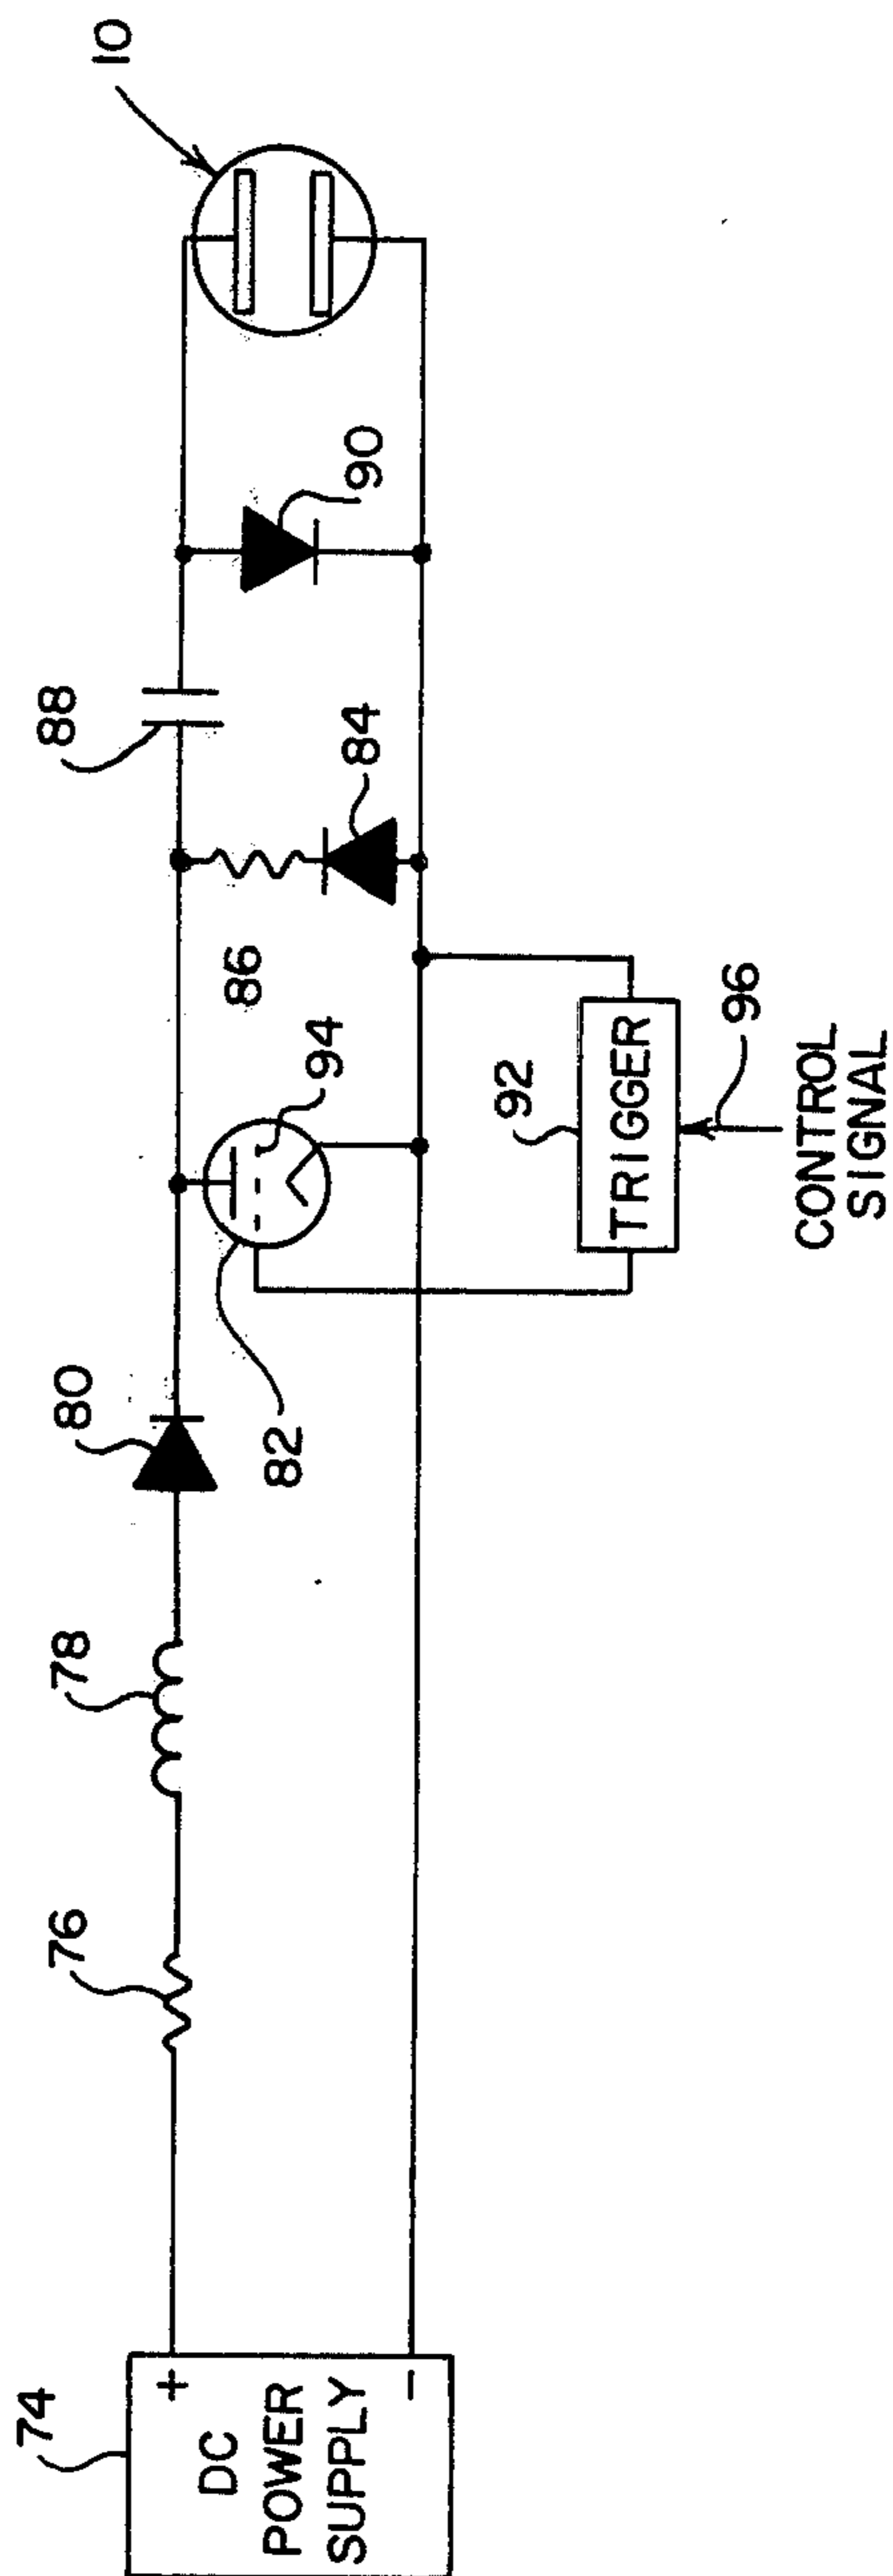 74
DC
POWER
SUPPLY
+
-
76
78
80
82
94
86
84
88
90
10
92
TRIGGER
96
CONTROL
SIGNAL